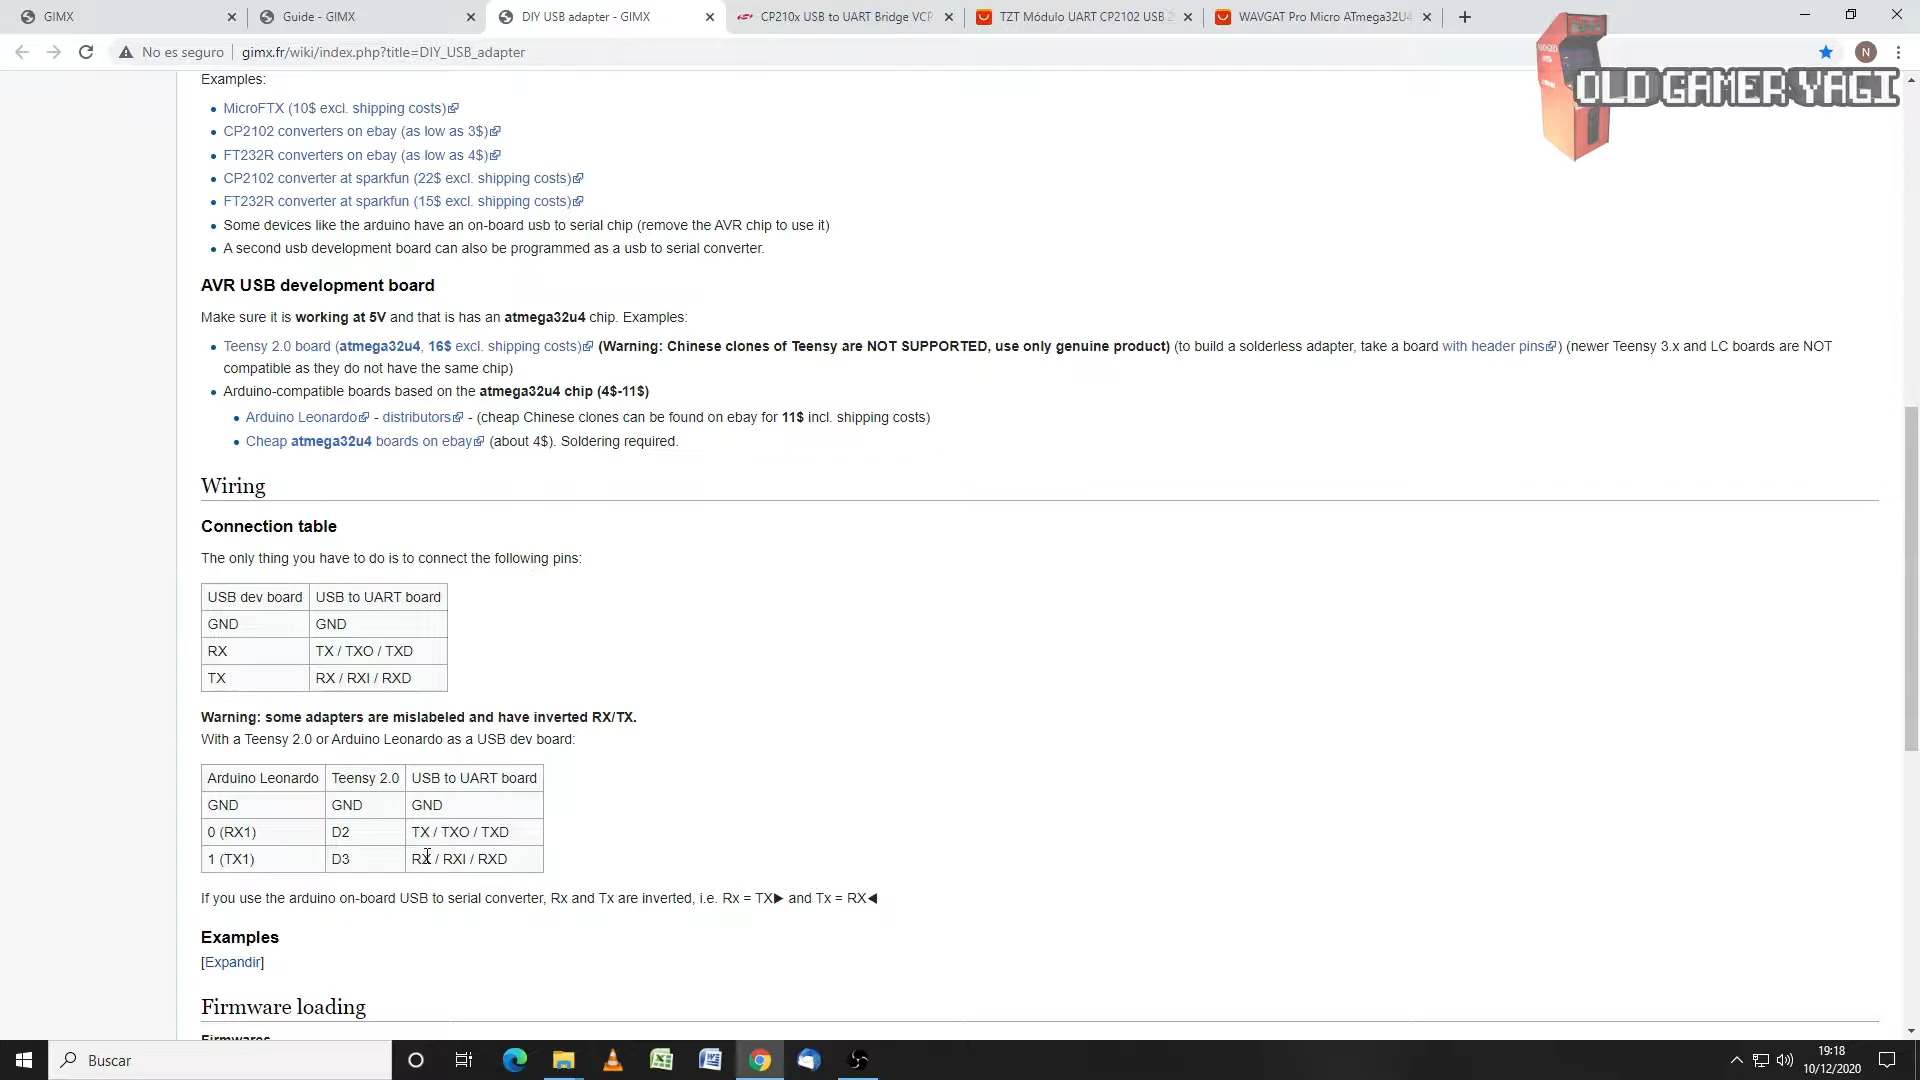 GIMX
Guide - GIMX
DIY USB adapter - GIMX
CP210x USB to UART Bridge VCP
TZT Módulo UART CP2102 USB 2
WAVGAT Pro Micro ATmega32U4
No es seguro
gimx.fr/wiki/index.php?title=DIY_USB_adapter
N
OLD GAMER YAGI
Examples:
MicroFTX (10$ excl. shipping costs)
CP2102 converters on ebay (as low as 3$)
FT232R converters on ebay (as low as 4$)
CP2102 converter at sparkfun (22$ excl. shipping costs)
FT232R converter at sparkfun (15$ excl. shipping costs)
Some devices like the arduino have an on-board usb to serial chip (remove the AVR chip to use it)
A second usb development board can also be programmed as a usb to serial converter.
AVR USB development board
Make sure it is working at 5V and that is has an atmega32u4 chip. Examples:
Teensy 2.0 board (atmega32u4, 16$ excl. shipping costs) (Warning: Chinese clones of Teensy are NOT SUPPORTED, use only genuine product) (to build a solderless adapter, take a board with header pins) (newer Teensy 3.x and LC boards are NOT
compatible as they do not have the same chip)
Arduino-compatible boards based on the atmega32u4 chip (4$-11$)
Arduino Leonardo - distributors - (cheap Chinese clones can be found on ebay for 11$ incl. shipping costs)
Cheap atmega32u4 boards on ebay (about 4$). Soldering required.
Wiring
Connection table
The only thing you have to do is to connect the following pins:
USB dev board USB to UART board
GND GND
RX TX / TXO / TXD
TX RX / RXI / RXD
Warning: some adapters are mislabeled and have inverted RX/TX.
With a Teensy 2.0 or Arduino Leonardo as a USB dev board:
Arduino Leonardo Teensy 2.0 USB to UART board
GND GND GND
0 (RX1) D2 TX / TXO / TXD
1 (TX1) D3 RX / RXI / RXD
If you use the arduino on-board USB to serial converter, Rx and Tx are inverted, i.e. Rx = TX▶ and Tx = RX◀
Examples
[Expandir]
Firmware loading
Firmwares
Buscar
19:18
10/12/2020